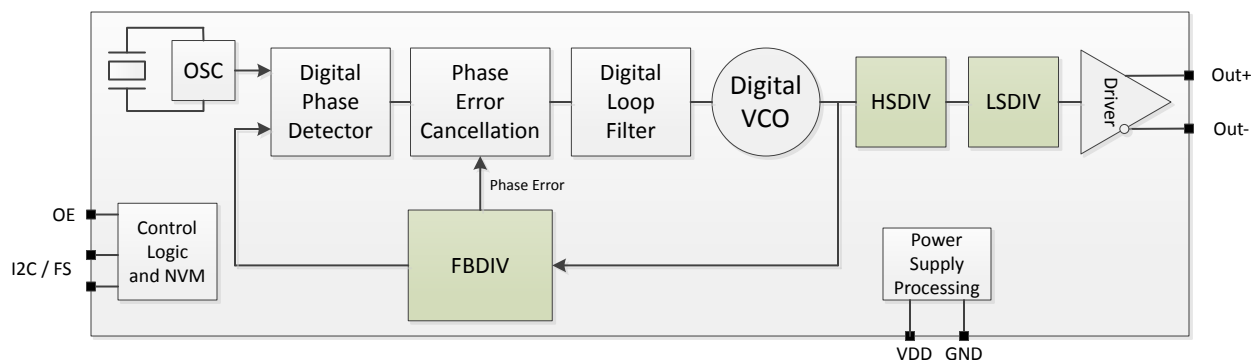 OSC
Digital
Phase
Detector
Phase
Error
Cancellation
Digital
Loop
Filter
Digital
VCO
HSDIV
LSDIV
Driver
Out+
Out-
Phase Error
FBDIV
OE
I2C / FS
Control
Logic
and NVM
Power
Supply
Processing
VDD
GND